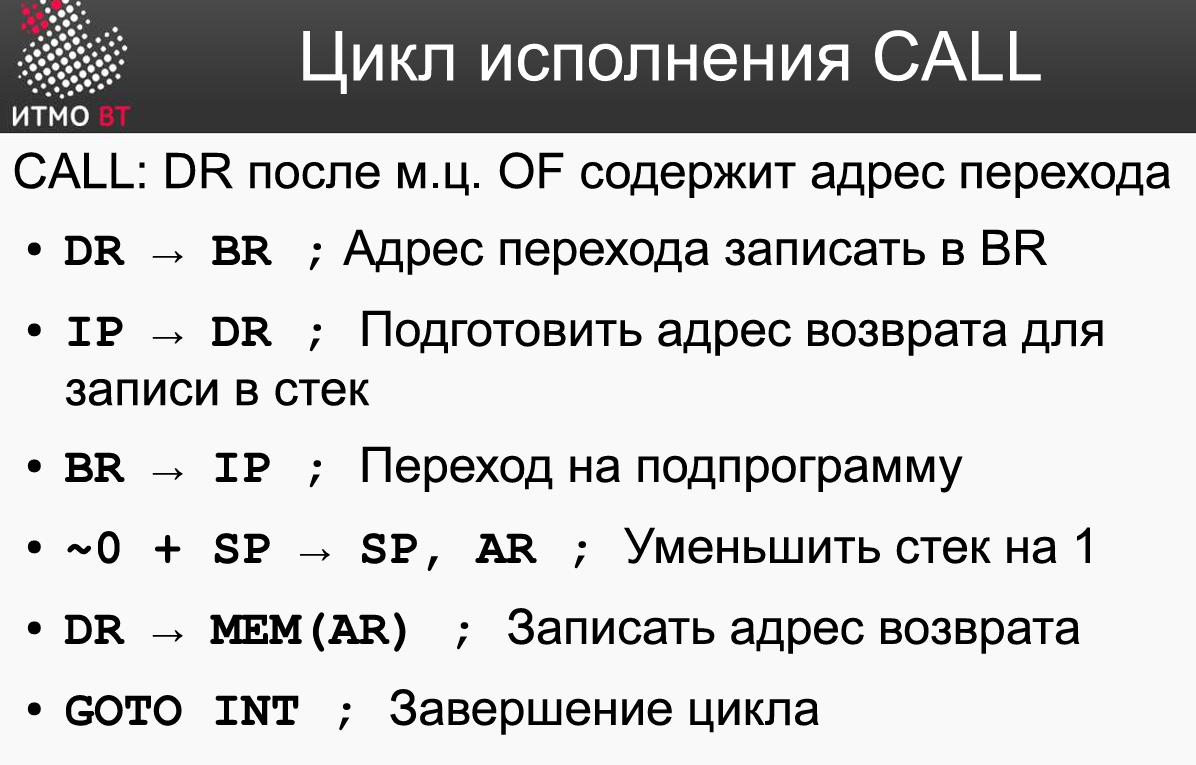 Цикл исполнения CALL
ИТМО ВТ
CALL: DR после м.ц. OF содержит адрес перехода
• DR → BR ; Адрес перехода записать в BR
• IP → DR ; Подготовить адрес возврата для
записи в стек
• BR → IP ; Переход на подпрограмму
• ~0 + SP → SP, AR ; Уменьшить стек на 1
• DR → MEM(AR) ; Записать адрес возврата
• GOTO INT ; Завершение цикла